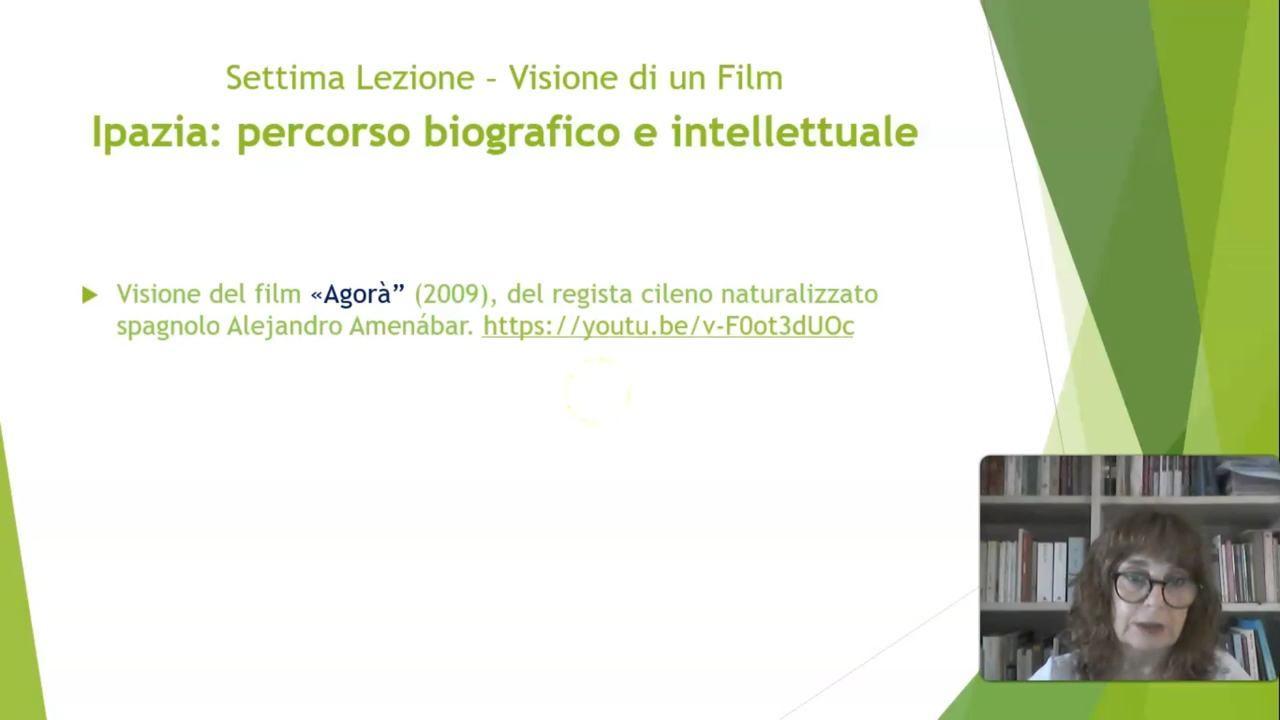 Settima Lezione – Visione di un Film
Ipazia: percorso biografico e intellettuale
Visione del film «Agorà” (2009), del regista cileno naturalizzato
spagnolo Alejandro Amenábar. https://youtu.be/v-F0ot3dUOc